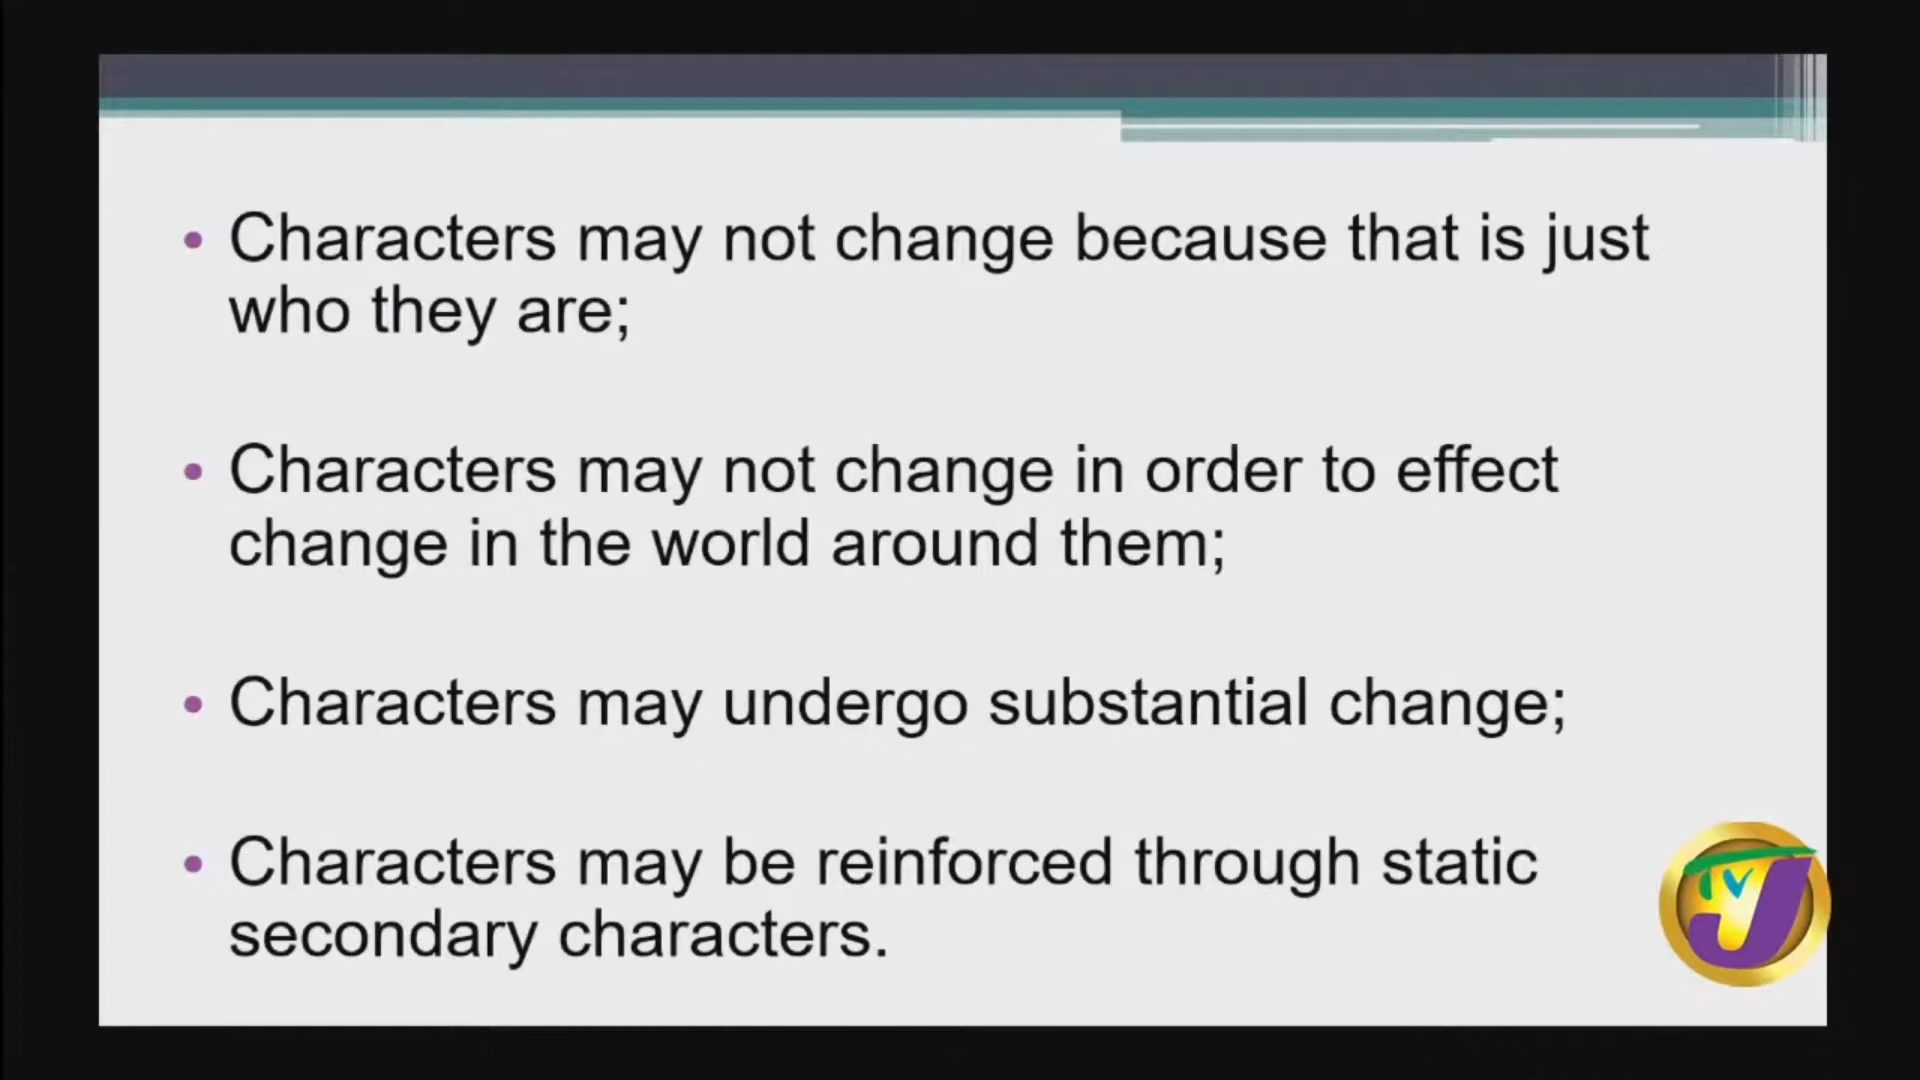 • Characters may not change because that is just
who they are;
• Characters may not change in order to effect
change in the world around them;
• Characters may undergo substantial change;
• Characters may be reinforced through static
secondary characters.
TVJ